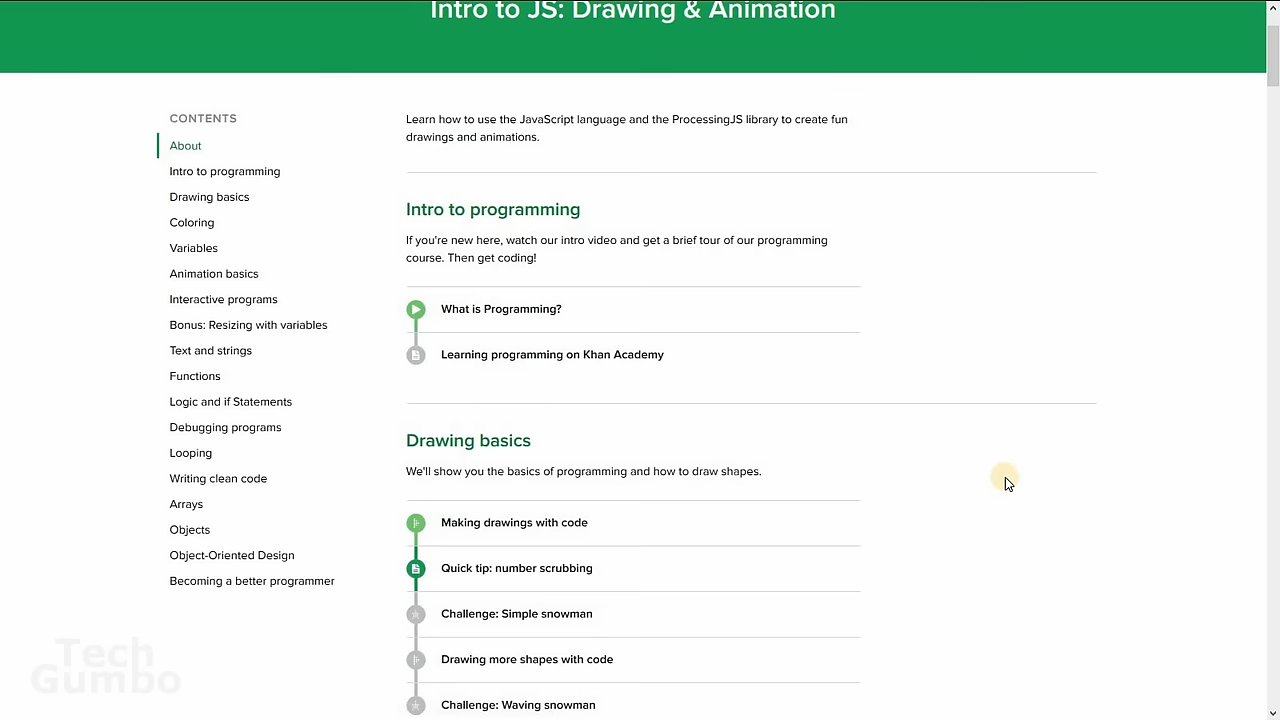 Intro to JS: Drawing & Animation
CONTENTS
About
Intro to programming
Drawing basics
Coloring
Variables
Animation basics
Interactive programs
Bonus: Resizing with variables
Text and strings
Functions
Logic and if Statements
Debugging programs
Looping
Writing clean code
Arrays
Objects
Object-Oriented Design
Becoming a better programmer
Learn how to use the JavaScript language and the ProcessingJS library to create fun
drawings and animations.
Intro to programming
If you're new here, watch our intro video and get a brief tour of our programming
course. Then get coding!
What is Programming?
Learning programming on Khan Academy
Drawing basics
We'll show you the basics of programming and how to draw shapes.
Making drawings with code
Quick tip: number scrubbing
Challenge: Simple snowman
Drawing more shapes with code
Challenge: Waving snowman
Tech
Gumbo